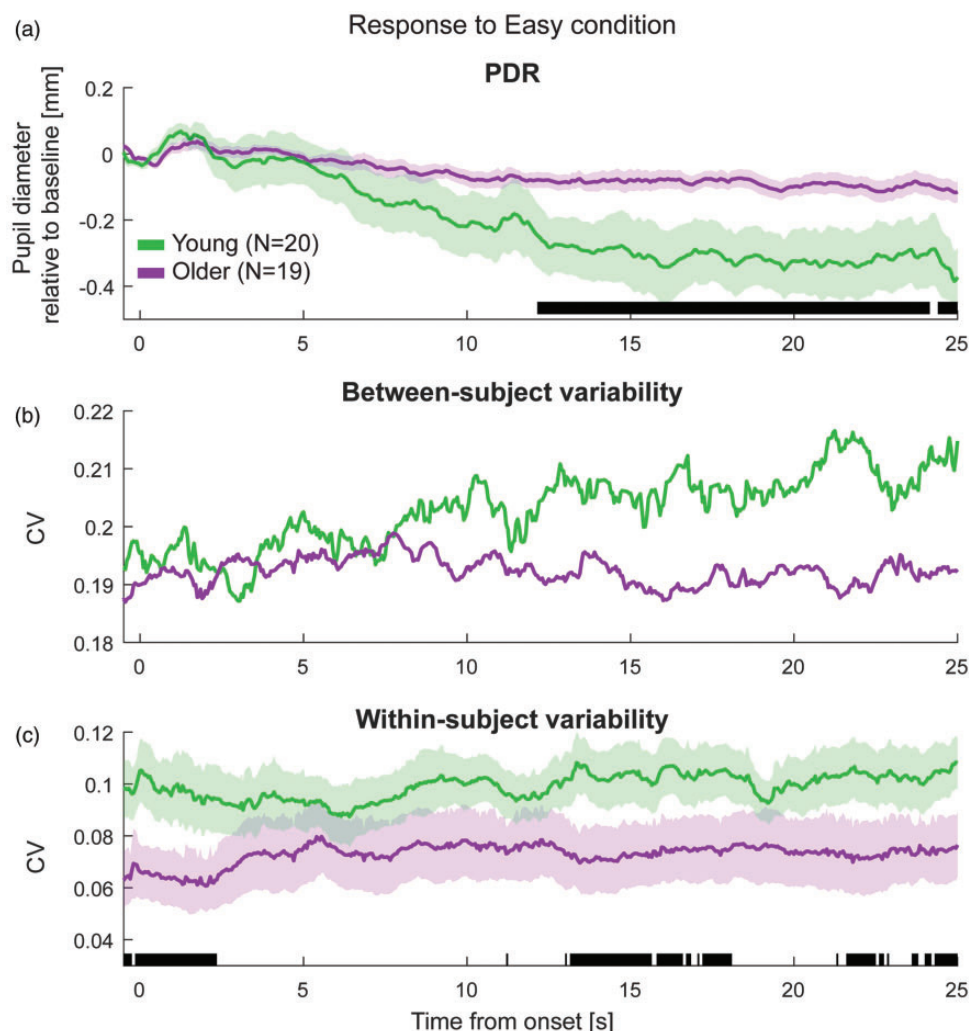 (a)
Response to Easy condition
PDR
Pupil diameter
relative to baseline [mm]
0.2
0
-0.2
-0.4
Young (N=20)
Older (N=19)
0 5 10 15 20 25
(b)
Between-subject variability
CV
0.22
0.21
0.2
0.19
0.18
0 5 10 15 20 25
(c)
Within-subject variability
CV
0.12
0.1
0.08
0.06
0.04
0 5 10 15 20 25
Time from onset [s]